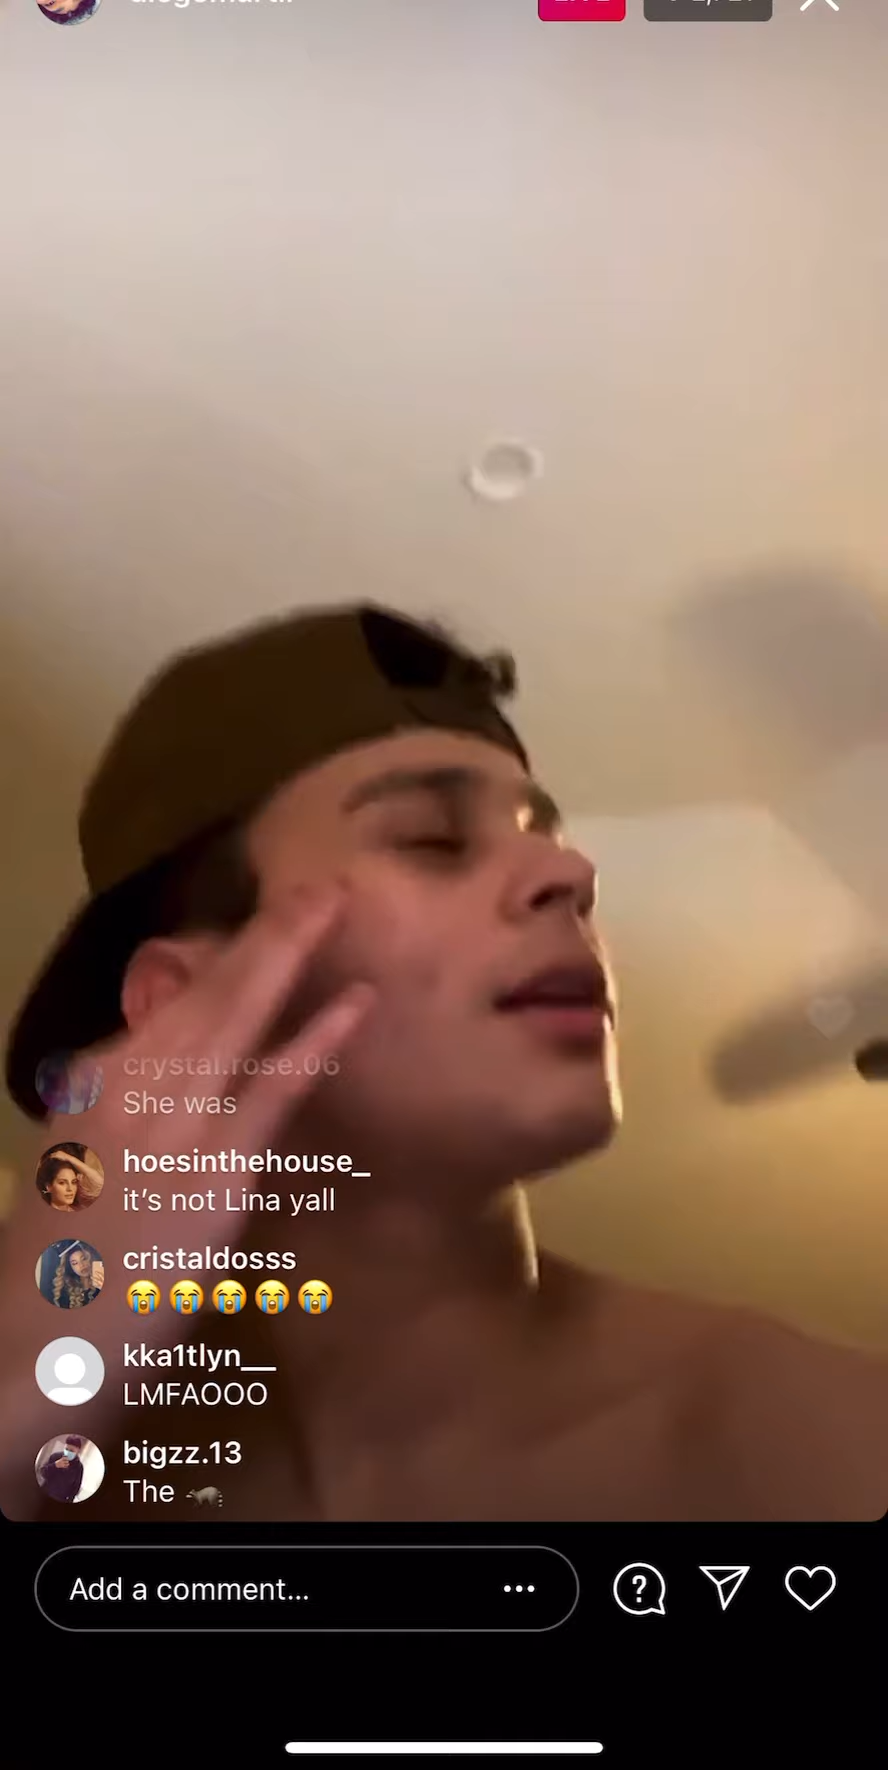 crystal.rose.06
She was
hoesinthehouse_
it's not Lina yall
cristaldosss
😭😭😭😭😭
kka1tlyn__
LMFAOOO
bigzz.13
The 🦡
Add a comment...